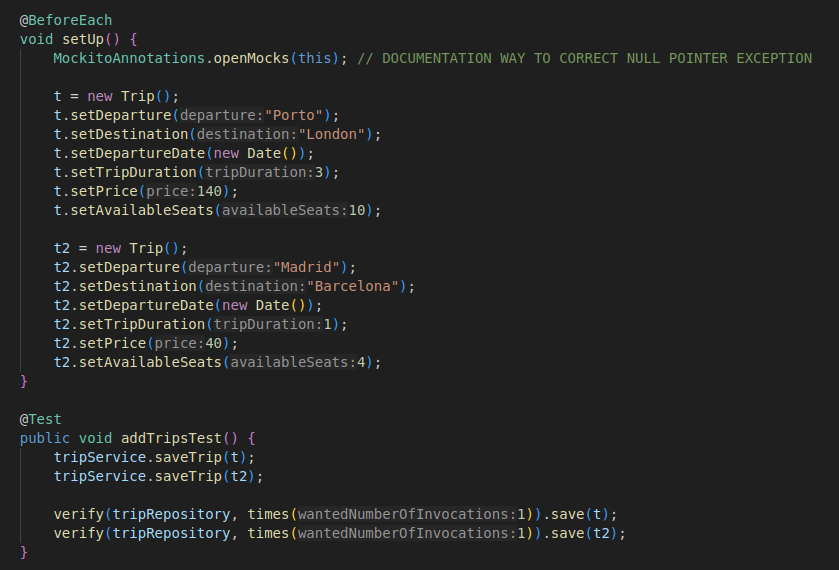 @BeforeEach
void setUp() {
MockitoAnnotations.openMocks(this); // DOCUMENTATION WAY TO CORRECT NULL POINTER EXCEPTION
t = new Trip();
t.setDeparture(departure:"Porto");
t.setDestination(destination:"London");
t.setDepartureDate(new Date());
t.setTripDuration(tripDuration:3);
t.setPrice(price:140);
t.setAvailableSeats(availableSeats:10);
t2 = new Trip();
t2.setDeparture(departure:"Madrid");
t2.setDestination(destination:"Barcelona");
t2.setDepartureDate(new Date());
t2.setTripDuration(tripDuration:1);
t2.setPrice(price:40);
t2.setAvailableSeats(availableSeats:4);
}
@Test
public void addTripsTest() {
tripService.saveTrip(t);
tripService.saveTrip(t2);
verify(tripRepository, times(wantedNumberOfInvocations:1)).save(t);
verify(tripRepository, times(wantedNumberOfInvocations:1)).save(t2);
}